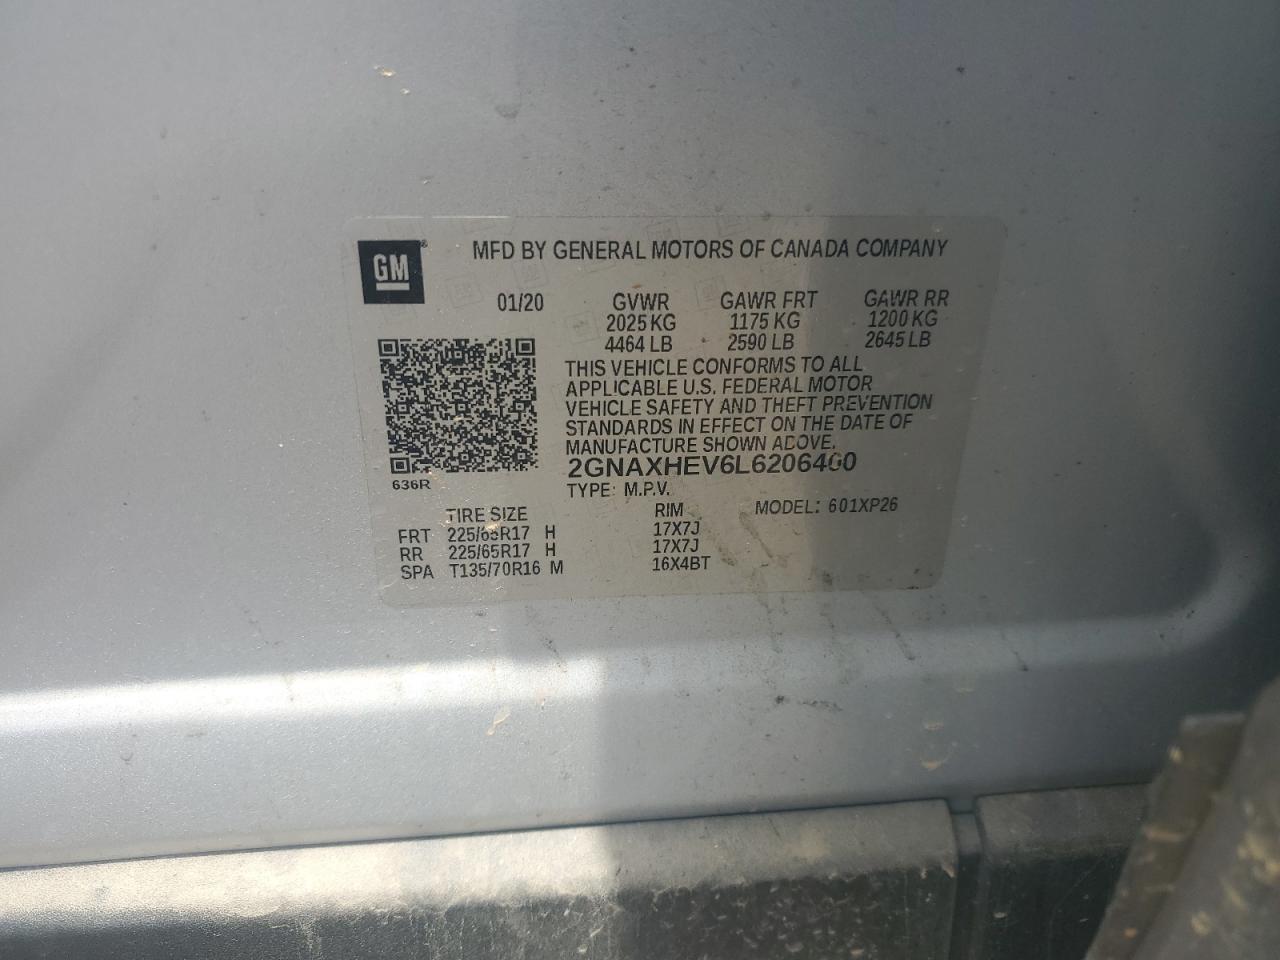 GM
MFD BY GENERAL MOTORS OF CANADA COMPANY
01/20 GVWR GAWR FRT GAWR RR
2025 KG 1175 KG 1200 KG
4464 LB 2590 LB 2645 LB
THIS VEHICLE CONFORMS TO ALL
APPLICABLE U.S. FEDERAL MOTOR
VEHICLE SAFETY AND THEFT PREVENTION
STANDARDS IN EFFECT ON THE DATE OF
MANUFACTURE SHOWN ABOVE.
2GNAXHEV6L6206400
636R
TYPE: M.P.V.
MODEL: 601XP26
TIRE SIZE RIM
FRT 225/65R17 H 17X7J
RR 225/65R17 H 17X7J
SPA T135/70R16 M 16X4BT